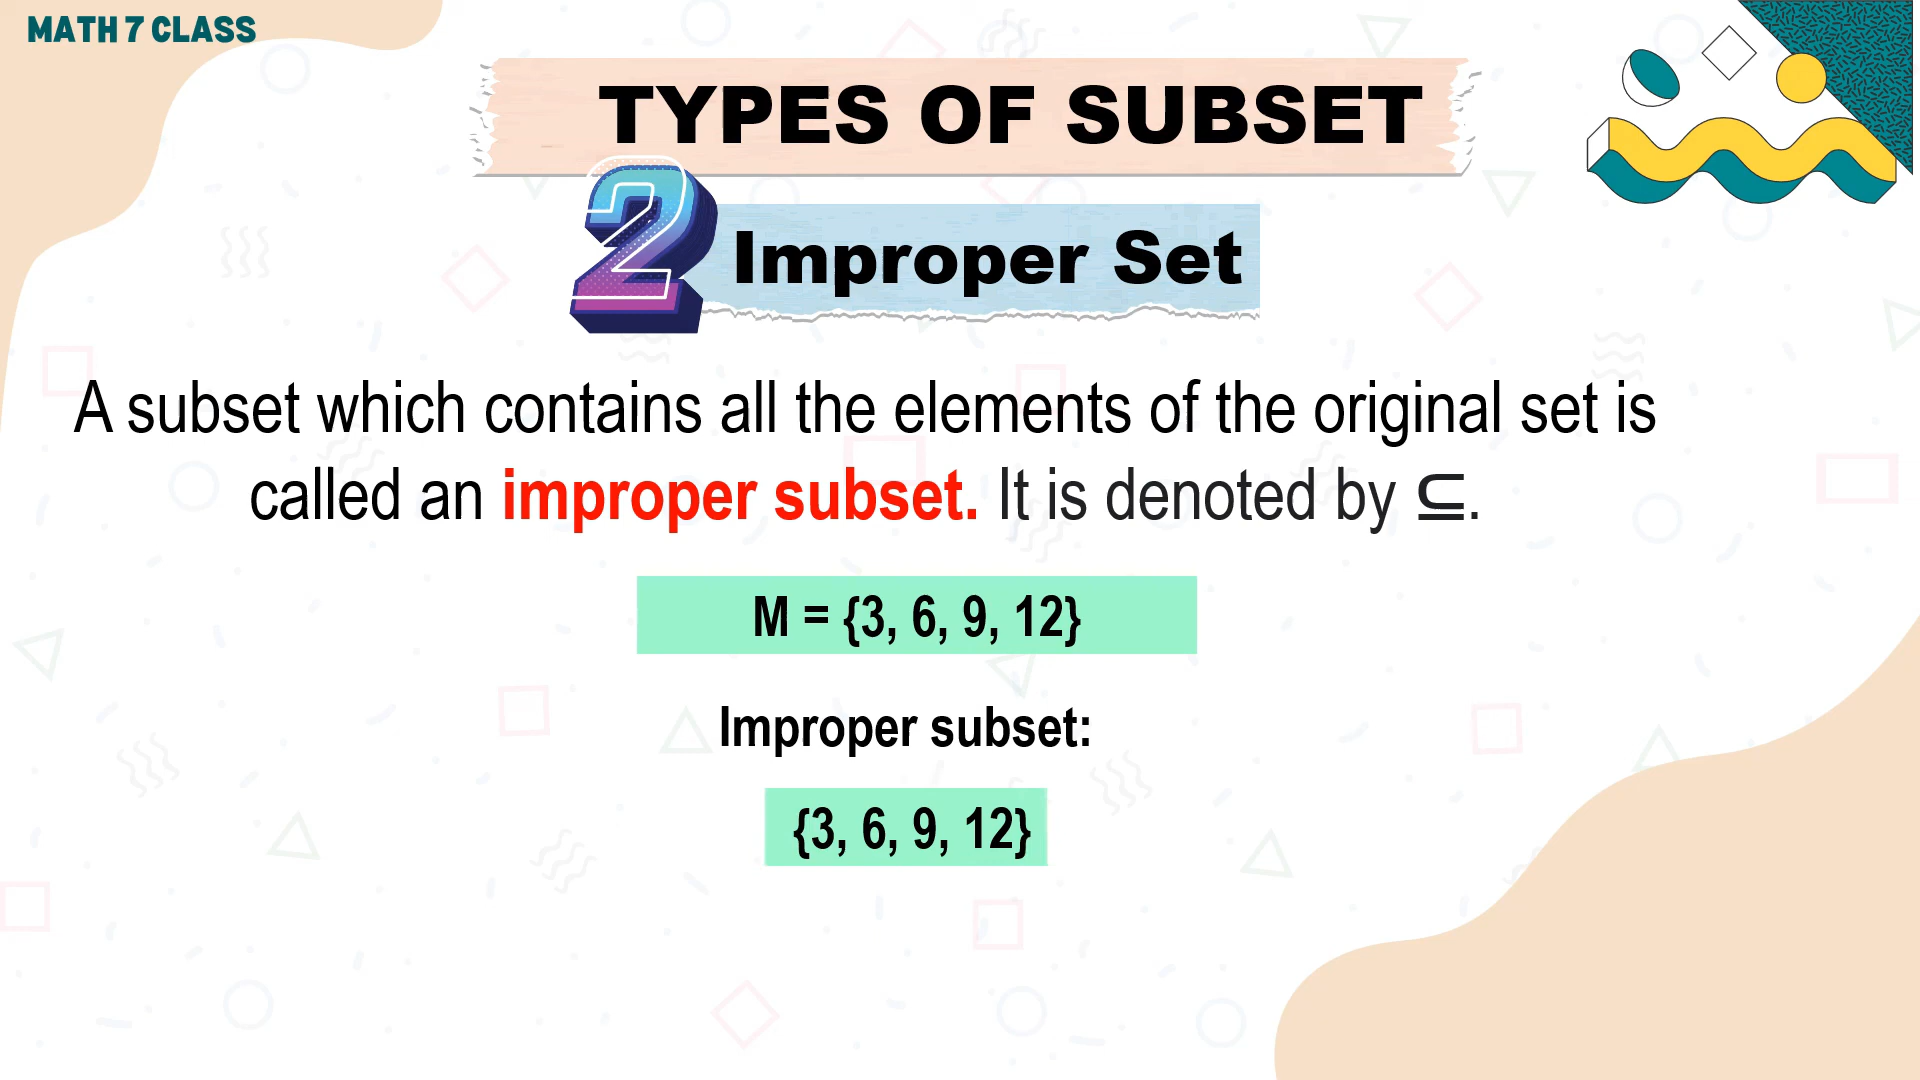 MATH 7 CLASS
TYPES OF SUBSET
2 Improper Set
A subset which contains all the elements of the original set is
called an improper subset. It is denoted by ⊆.
M = {3, 6, 9, 12}
Improper subset:
{3, 6, 9, 12}